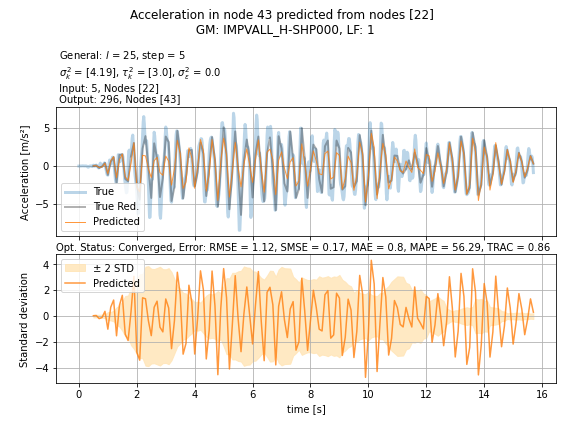 Acceleration in node 43 predicted from nodes [22]
GM: IMPVALL_H-SHP000, LF: 1
General: l = 25, step = 5
σ²ₖ = [4.19], τ²ₖ = [3.0], σ²ε = 0.0
Input: 5, Nodes [22]
Output: 296, Nodes [43]
Acceleration [m/s²]
5
0
−5
True
True Red.
Predicted
Opt. Status: Converged, Error: RMSE = 1.12, SMSE = 0.17, MAE = 0.8, MAPE = 56.29, TRAC = 0.86
Standard deviation
4
2
0
−2
−4
± 2 STD
Predicted
0 2 4 6 8 10 12 14 16
time [s]